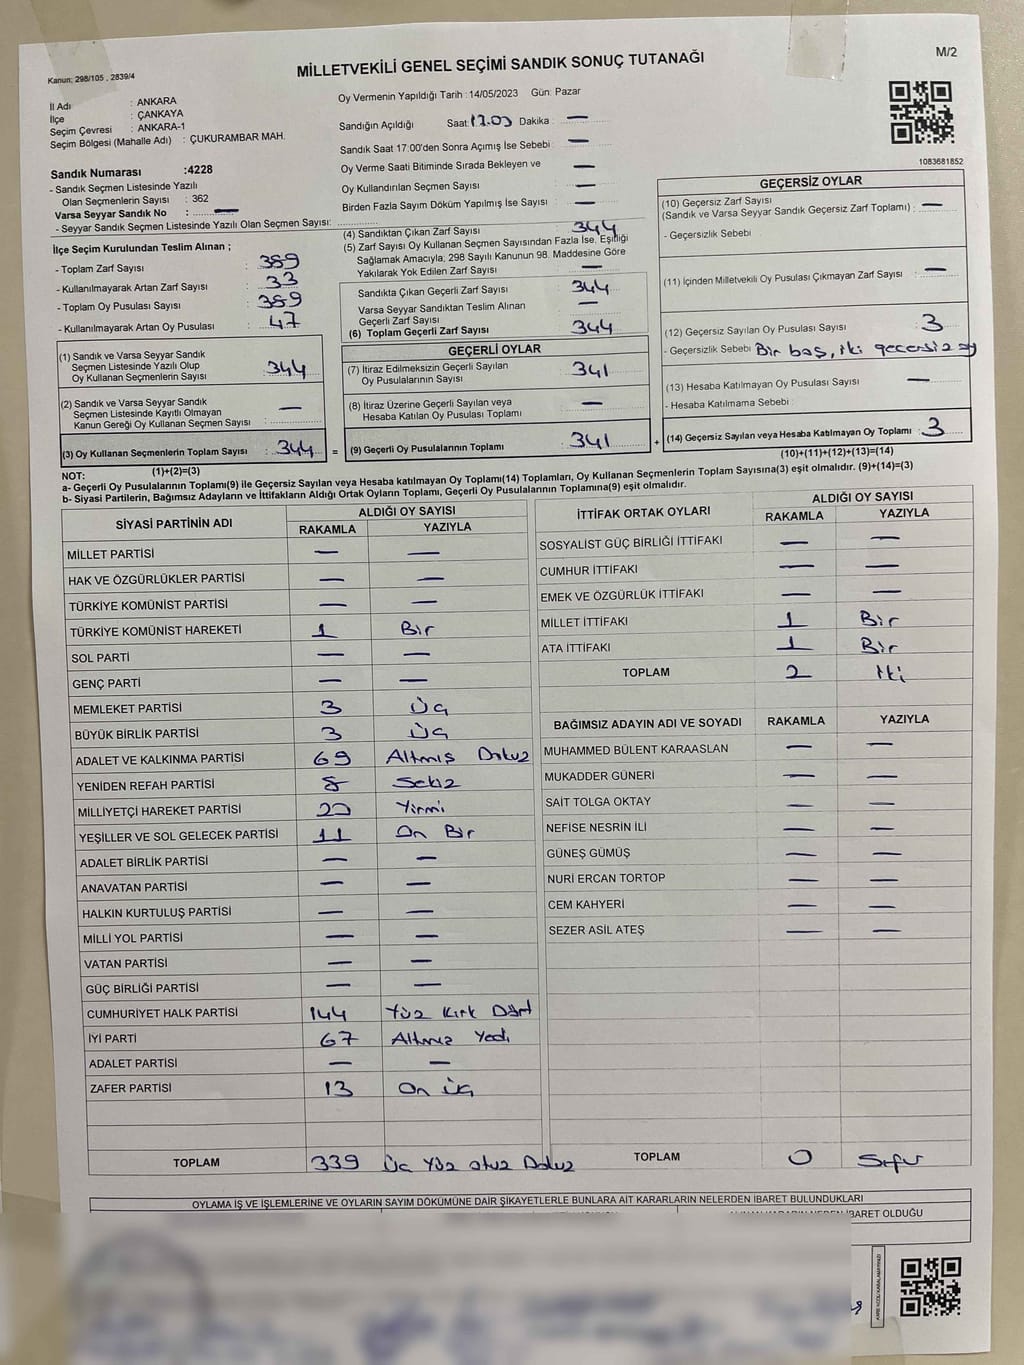 Kanun: 298/105 , 2839/4
MİLLETVEKİLİ GENEL SEÇİMİ SANDIK SONUÇ TUTANAĞI
M/2
İl Adı : ANKARA
İlçe : ÇANKAYA
Seçim Çevresi : ANKARA-1
Seçim Bölgesi (Mahalle Adı) : ÇUKURAMBAR MAH.
Sandık Numarası :4228
- Sandık Seçmen Listesinde Yazılı
Olan Seçmenlerin Sayısı : 362
Varsa Seyyar Sandık No : —
- Seyyar Sandık Seçmen Listesinde Yazılı Olan Seçmen Sayısı:
İlçe Seçim Kurulundan Teslim Alınan ;
- Toplam Zarf Sayısı : 389
- Kullanılmayarak Artan Zarf Sayısı : 33
- Toplam Oy Pusulası Sayısı : 389
- Kullanılmayarak Artan Oy Pusulası : 47
(1) Sandık ve Varsa Seyyar Sandık
Seçmen Listesinde Yazılı Olup
Oy Kullanan Seçmenlerin Sayısı : 344
(2) Sandık ve Varsa Seyyar Sandık
Seçmen Listesinde Kayıtlı Olmayan
Kanun Gereği Oy Kullanan Seçmen Sayısı : —
(3) Oy Kullanan Seçmenlerin Toplam Sayısı : 344 =
(1)+(2)=(3)
Oy Vermenin Yapıldığı Tarih : 14/05/2023 Gün: Pazar
Sandığın Açıldığı Saat: 17.03 Dakika : —
Sandık Saat 17:00'den Sonra Açımış İse Sebebi : —
Oy Verme Saati Bitiminde Sırada Bekleyen ve —
Oy Kullandırılan Seçmen Sayısı : —
Birden Fazla Sayım Döküm Yapılmış İse Sayısı : —
(4) Sandıktan Çıkan Zarf Sayısı : 344
(5) Zarf Sayısı Oy Kullanan Seçmen Sayısından Fazla İse, Eşitliği
Sağlamak Amacıyla; 298 Sayılı Kanunun 98. Maddesine Göre
Yakılarak Yok Edilen Zarf Sayısı : —
Sandıkta Çıkan Geçerli Zarf Sayısı : 344
Varsa Seyyar Sandıktan Teslim Alınan
Geçerli Zarf Sayısı : —
(6) Toplam Geçerli Zarf Sayısı : 344
GEÇERLİ OYLAR
(7) İtiraz Edilmeksizin Geçerli Sayılan
Oy Pusulalarının Sayısı : 341
(8) İtiraz Üzerine Geçerli Sayılan veya
Hesaba Katılan Oy Pusulası Toplamı : —
(9) Geçerli Oy Pusulalarının Toplamı : 341 +
1083681852
GEÇERSİZ OYLAR
(10) Geçersiz Zarf Sayısı
(Sandık ve Varsa Seyyar Sandık Geçersiz Zarf Toplamı) : —
- Geçersizlik Sebebi
(11) İçinden Milletvekili Oy Pusulası Çıkmayan Zarf Sayısı : —
(12) Geçersiz Sayılan Oy Pusulası Sayısı : 3
- Geçersizlik Sebebi Bir boş, iki geçersiz oy
(13) Hesaba Katılmayan Oy Pusulası Sayısı : —
- Hesaba Katılmama Sebebi :
(14) Geçersiz Sayılan veya Hesaba Katılmayan Oy Toplamı : 3
(10)+(11)+(12)+(13)=(14)
NOT:
a- Geçerli Oy Pusulalarının Toplamı(9) ile Geçersiz Sayılan veya Hesaba katılmayan Oy Toplamı(14) Toplamları, Oy Kullanan Seçmenlerin Toplam Sayısına(3) eşit olmalıdır. (9)+(14)=(3)
b- Siyasi Partilerin, Bağımsız Adayların ve İttifakların Aldığı Ortak Oyların Toplamı, Geçerli Oy Pusulalarının Toplamına(9) eşit olmalıdır.
SİYASİ PARTİNİN ADI ALDIĞI OY SAYISI
RAKAMLA YAZIYLA
MİLLET PARTİSİ — —
HAK VE ÖZGÜRLÜKLER PARTİSİ — —
TÜRKİYE KOMÜNİST PARTİSİ — —
TÜRKİYE KOMÜNİST HAREKETİ 1 Bir
SOL PARTİ — —
GENÇ PARTİ — —
MEMLEKET PARTİSİ 3 Üç
BÜYÜK BİRLİK PARTİSİ 3 Üç
ADALET VE KALKINMA PARTİSİ 69 Altmış Dokuz
YENİDEN REFAH PARTİSİ 8 Sekiz
MİLLİYETÇİ HAREKET PARTİSİ 20 Yirmi
YEŞİLLER VE SOL GELECEK PARTİSİ 11 On Bir
ADALET BİRLİK PARTİSİ — —
ANAVATAN PARTİSİ — —
HALKIN KURTULUŞ PARTİSİ — —
MİLLİ YOL PARTİSİ — —
VATAN PARTİSİ — —
GÜÇ BİRLİĞİ PARTİSİ — —
CUMHURİYET HALK PARTİSİ 144 Yüz Kırk Dört
İYİ PARTİ 67 Altmız Yedi
ADALET PARTİSİ — —
ZAFER PARTİSİ 13 On üç
TOPLAM 339 Üç Yüz otuz Dokuz
İTTİFAK ORTAK OYLARI ALDIĞI OY SAYISI
RAKAMLA YAZIYLA
SOSYALİST GÜÇ BİRLİĞİ İTTİFAKI — —
CUMHUR İTTİFAKI — —
EMEK VE ÖZGÜRLÜK İTTİFAKI — —
MİLLET İTTİFAKI 1 Bir
ATA İTTİFAKI 1 Bir
TOPLAM 2 İki
BAĞIMSIZ ADAYIN ADI VE SOYADI RAKAMLA YAZIYLA
MUHAMMED BÜLENT KARAASLAN — —
MUKADDER GÜNERİ — —
SAİT TOLGA OKTAY — —
NEFİSE NESRİN İLİ — —
GÜNEŞ GÜMÜŞ — —
NURİ ERCAN TORTOP — —
CEM KAHYERİ — —
SEZER ASİL ATEŞ — —
TOPLAM 0 Sıfır
OYLAMA İŞ VE İŞLEMLERİNE VE OYLARIN SAYIM DÖKÜMÜNE DAİR ŞİKAYETLERLE BUNLARA AİT KARARLARIN NELERDEN İBARET BULUNDUKLARI
İBARET OLDUĞU